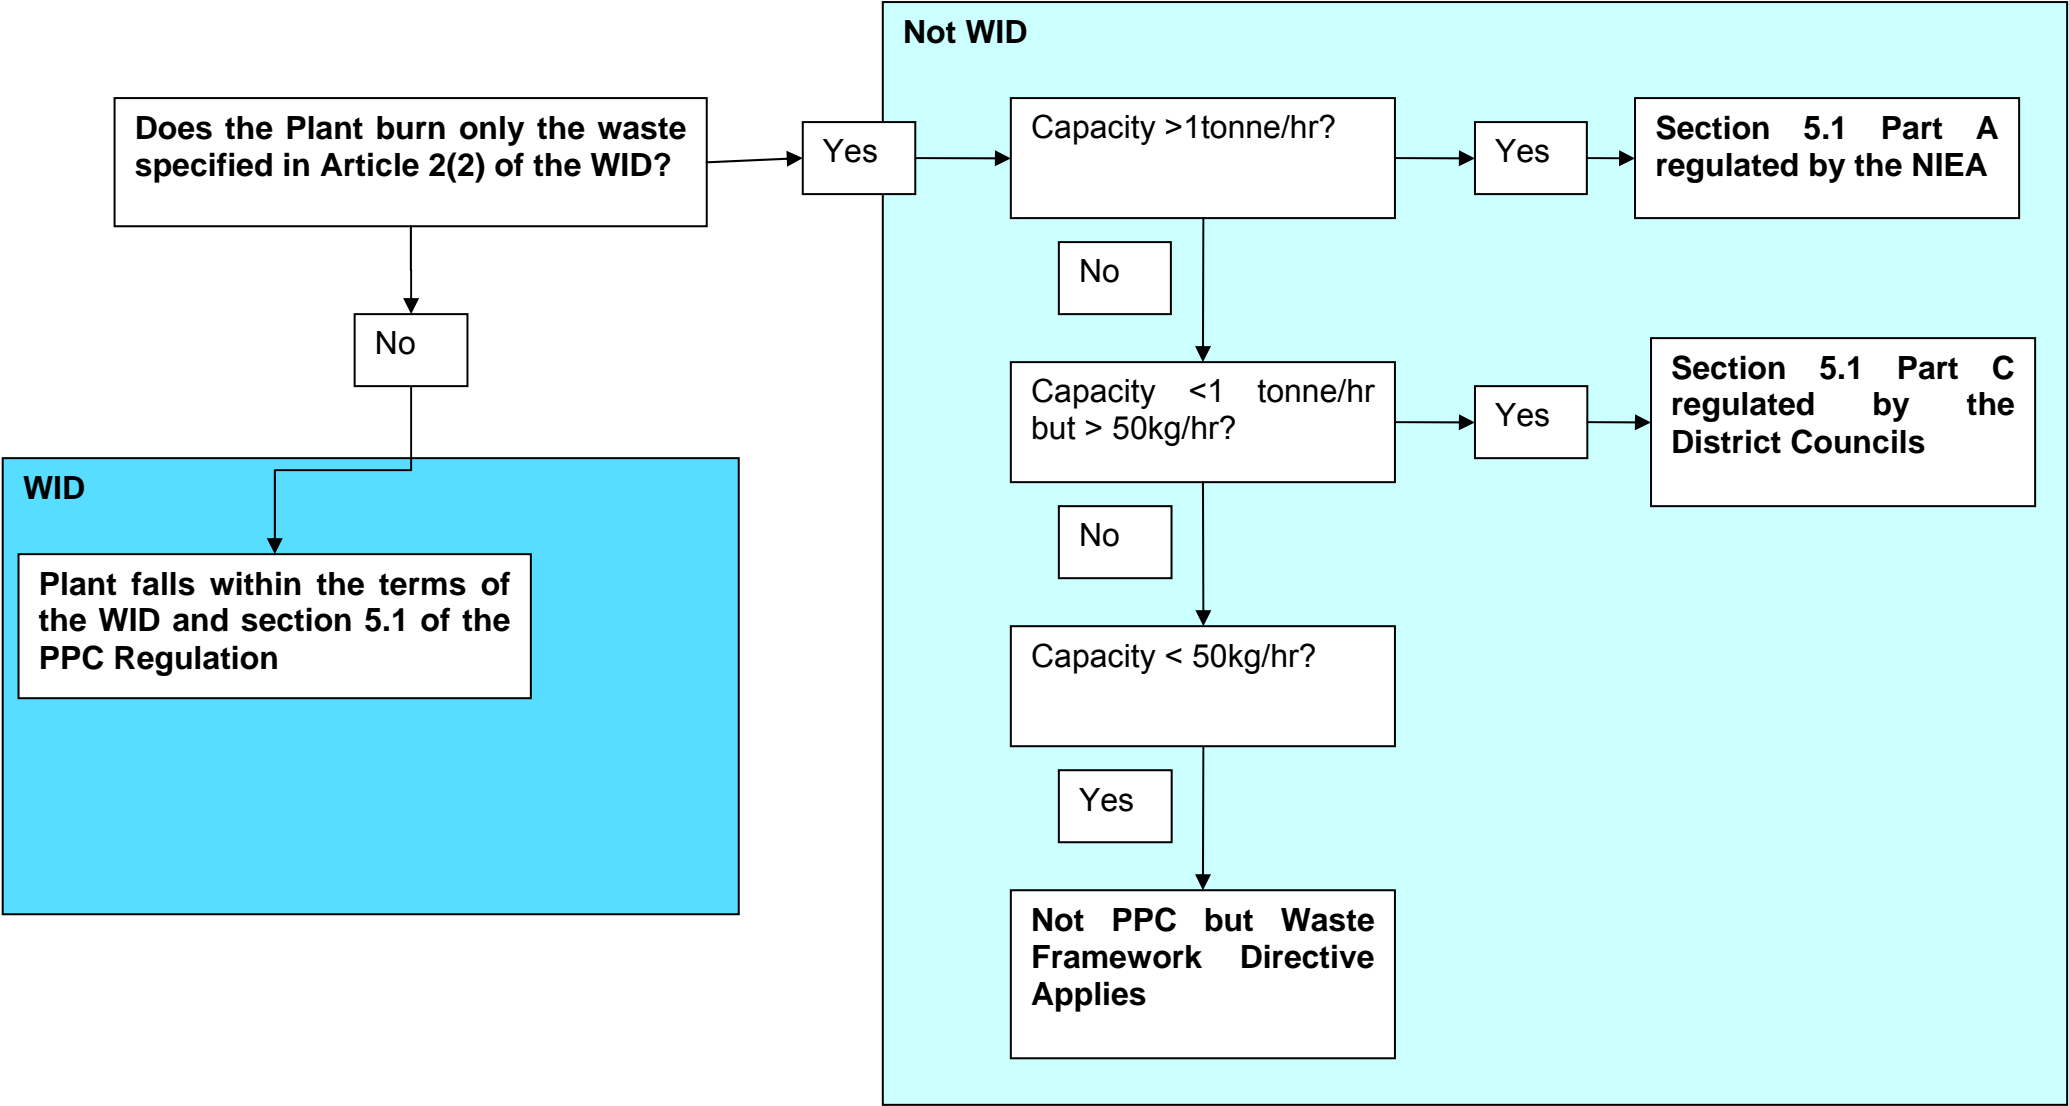 Not WID
Does the Plant burn only the waste
specified in Article 2(2) of the WID?
Yes
Capacity >1tonne/hr?
Yes
Section 5.1 Part A
regulated by the NIEA
No
No
Capacity <1 tonne/hr
but > 50kg/hr?
Yes
Section 5.1 Part C
regulated by the
District Councils
WID
Plant falls within the terms of
the WID and section 5.1 of the
PPC Regulation
No
Capacity < 50kg/hr?
Yes
Not PPC but Waste
Framework Directive
Applies